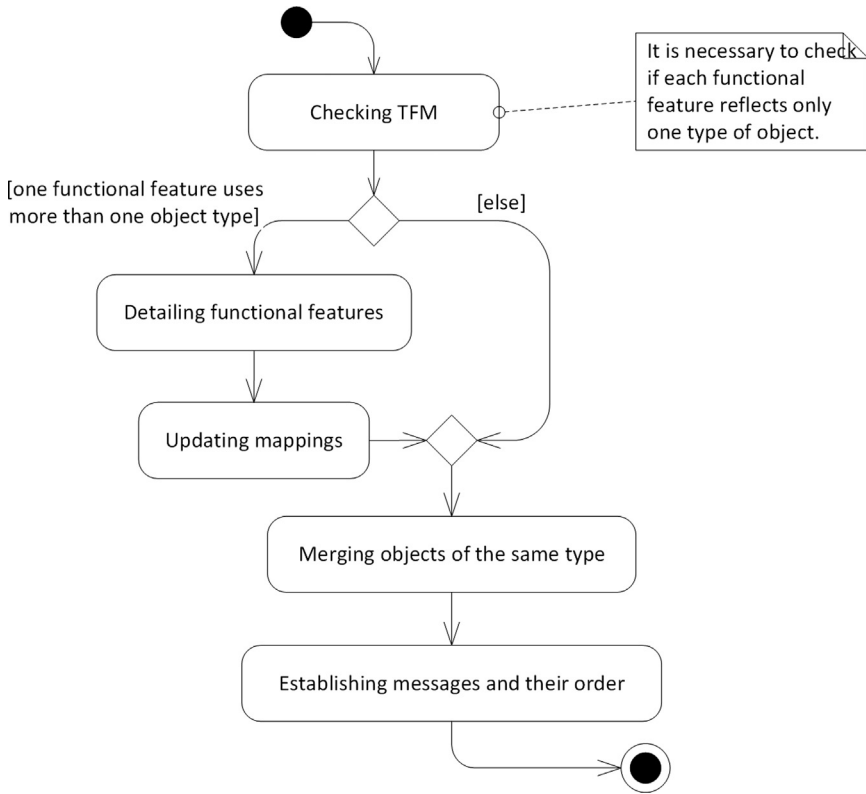 It is necessary to check
if each functional
feature reflects only
one type of object.
Checking TFM
[one functional feature uses
more than one object type]
[else]
Detailing functional features
Updating mappings
Merging objects of the same type
Establishing messages and their order